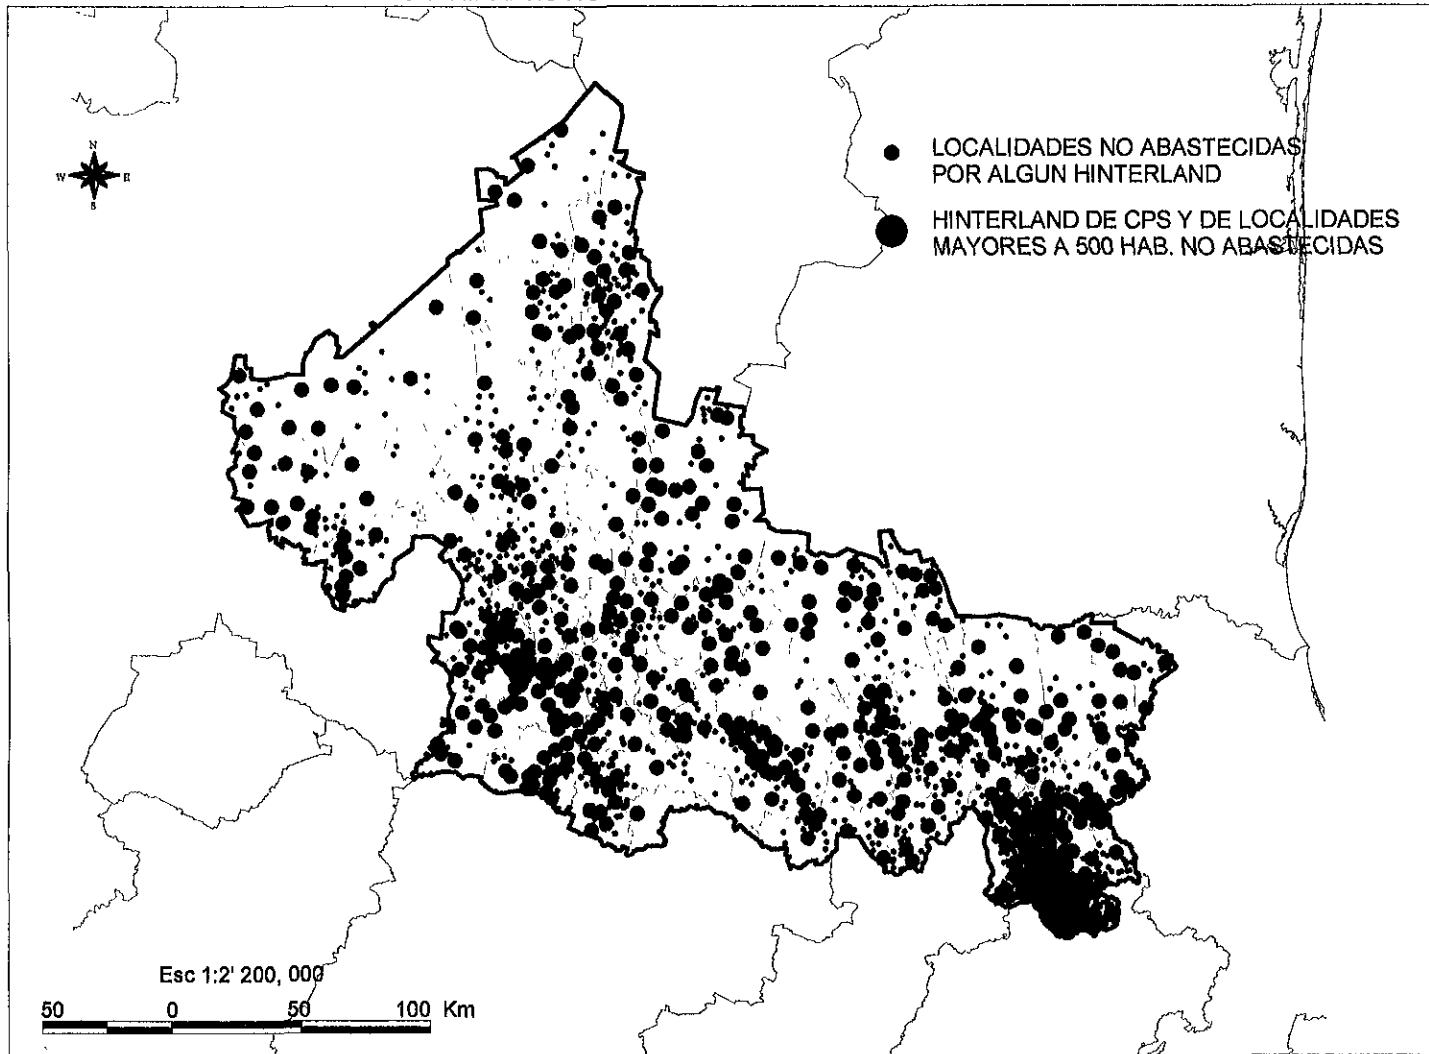 N
W E
S
LOCALIDADES NO ABASTECIDAS
POR ALGUN HINTERLAND
HINTERLAND DE CPS Y DE LOCALIDADES
MAYORES A 500 HAB. NO ABASTECIDAS
Esc 1:2' 200, 000
50 0 50 100 Km